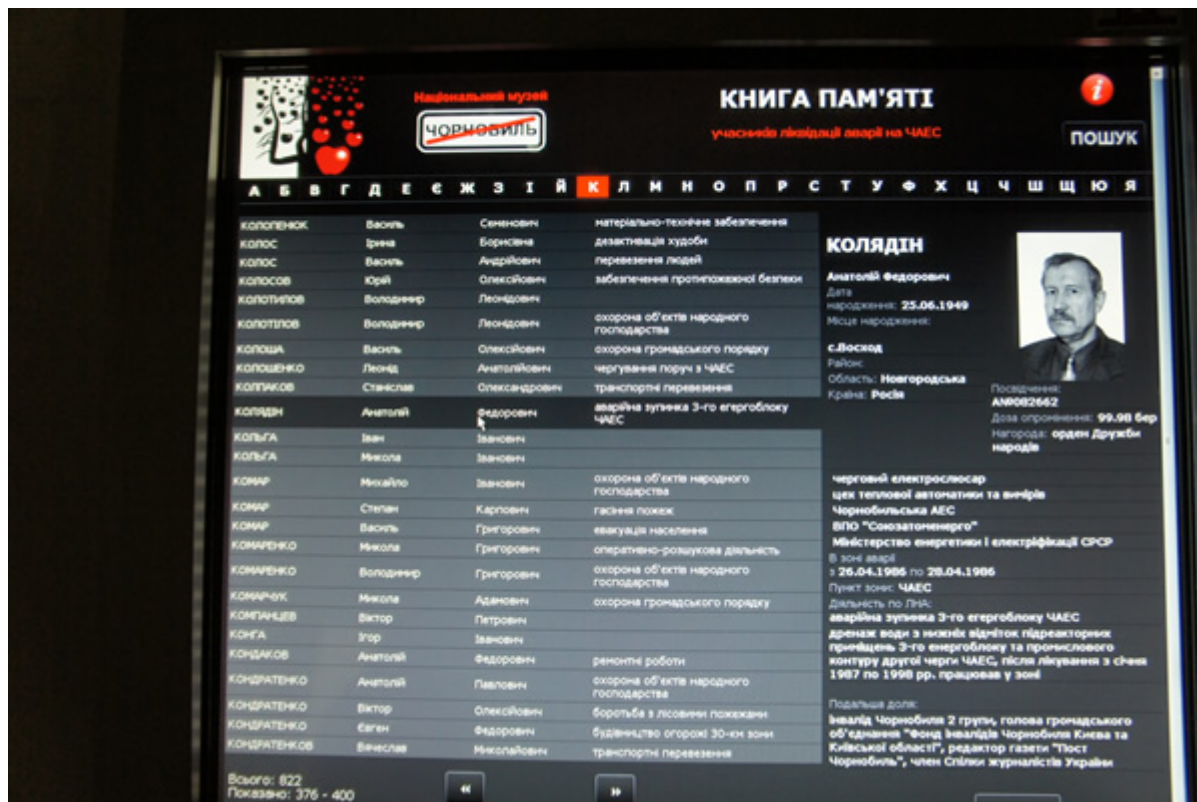 Національний музей
ЧОРНОБИЛЬ
КНИГА ПАМ'ЯТІ
учасників ліквідації аварії на ЧАЕС
i
ПОШУК
А Б В Г Д Е Є Ж З І Й К Л М Н О П Р С Т У Ф Х Ц Ч Ш Щ Ю Я
КОЛОПЕНЮК Василь Семенович матеріально-технічне забезпечення
КОЛОС Ірина Борисівна дезактивація худоби
КОЛОС Василь Андрійович перевезення людей
КОЛОСОВ Юрій Олексійович забезпечення протипожежної безпеки
КОЛОТИЛОВ Володимир Леонідович
КОЛОТІЛОВ Володимир Леонідович охорона об'єктів народного
господарства
КОЛОША Василь Олексійович охорона громадського порядку
КОЛОШЕНКО Леонід Анатолійович чергування поруч з ЧАЕС
КОЛПАКОВ Станіслав Олександрович транспортні перевезення
КОЛЯДІН Анатолій Федорович аварійна зупинка 3-го егергоблоку
ЧАЕС
КОЛЬГА Іван Іванович
КОЛЬГА Микола Іванович
КОМАР Михайло Іванович охорона об'єктів народного
господарства
КОМАР Степан Карпович гасіння пожеж
КОМАР Василь Григорович евакуація населення
КОМАРЕНКО Микола Григорович оперативно-розшукова діяльність
КОМАРЕНКО Володимир Григорович охорона об'єктів народного
господарства
КОМАРЧУК Микола Адамович охорона громадського порядку
КОМПАНЦЕВ Віктор Петрович
КОНГА Ігор Іванович
КОНДАКОВ Анатолій Федорович ремонтні роботи
КОНДРАТЕНКО Анатолій Павлович охорона об'єктів народного
господарства
КОНДРАТЕНКО Віктор Олексійович боротьба з лісовими пожежами
КОНДРАТЕНКО Євген Федорович будівництво огорожі 30-км зони
КОНДРАТЕНКОВ Вячеслав Миколайович транспортні перевезення
Всього: 822
Показано: 376 - 400
« »
КОЛЯДІН
Анатолій Федорович
Дата
народження: 25.06.1949
Місце народження:
с.Восход
Район:
Область: Новгородська
Країна: Росія
Посвідчення:
А№082662
Доза опромінення: 99.98 бер
Нагорода: орден Дружби
народів
черговий електрослюсар
цех теплової автоматики та вимірів
Чорнобильська АЕС
ВПО "Союзатоменерго"
Міністерство енергетики і електріфікації СРСР
В зоні аварії
з 26.04.1986 по 28.04.1986
Пункт зони: ЧАЕС
Діяльність по ЛНА:
аварійна зупинка 3-го егергоблоку ЧАЕС
дренаж води з нижніх відміток підреакторних
приміщень 3-го енергоблоку та промислового
контуру другої черги ЧАЕС, після лікування з січня
1987 по 1998 рр. працював у зоні
Подальша доля:
інвалід Чорнобиля 2 групи, голова громадського
об'єднання "Фонд інвалідів Чорнобиля Києва та
Київської області", редактор газети "Пост
Чорнобиль", член Спілки журналістів України